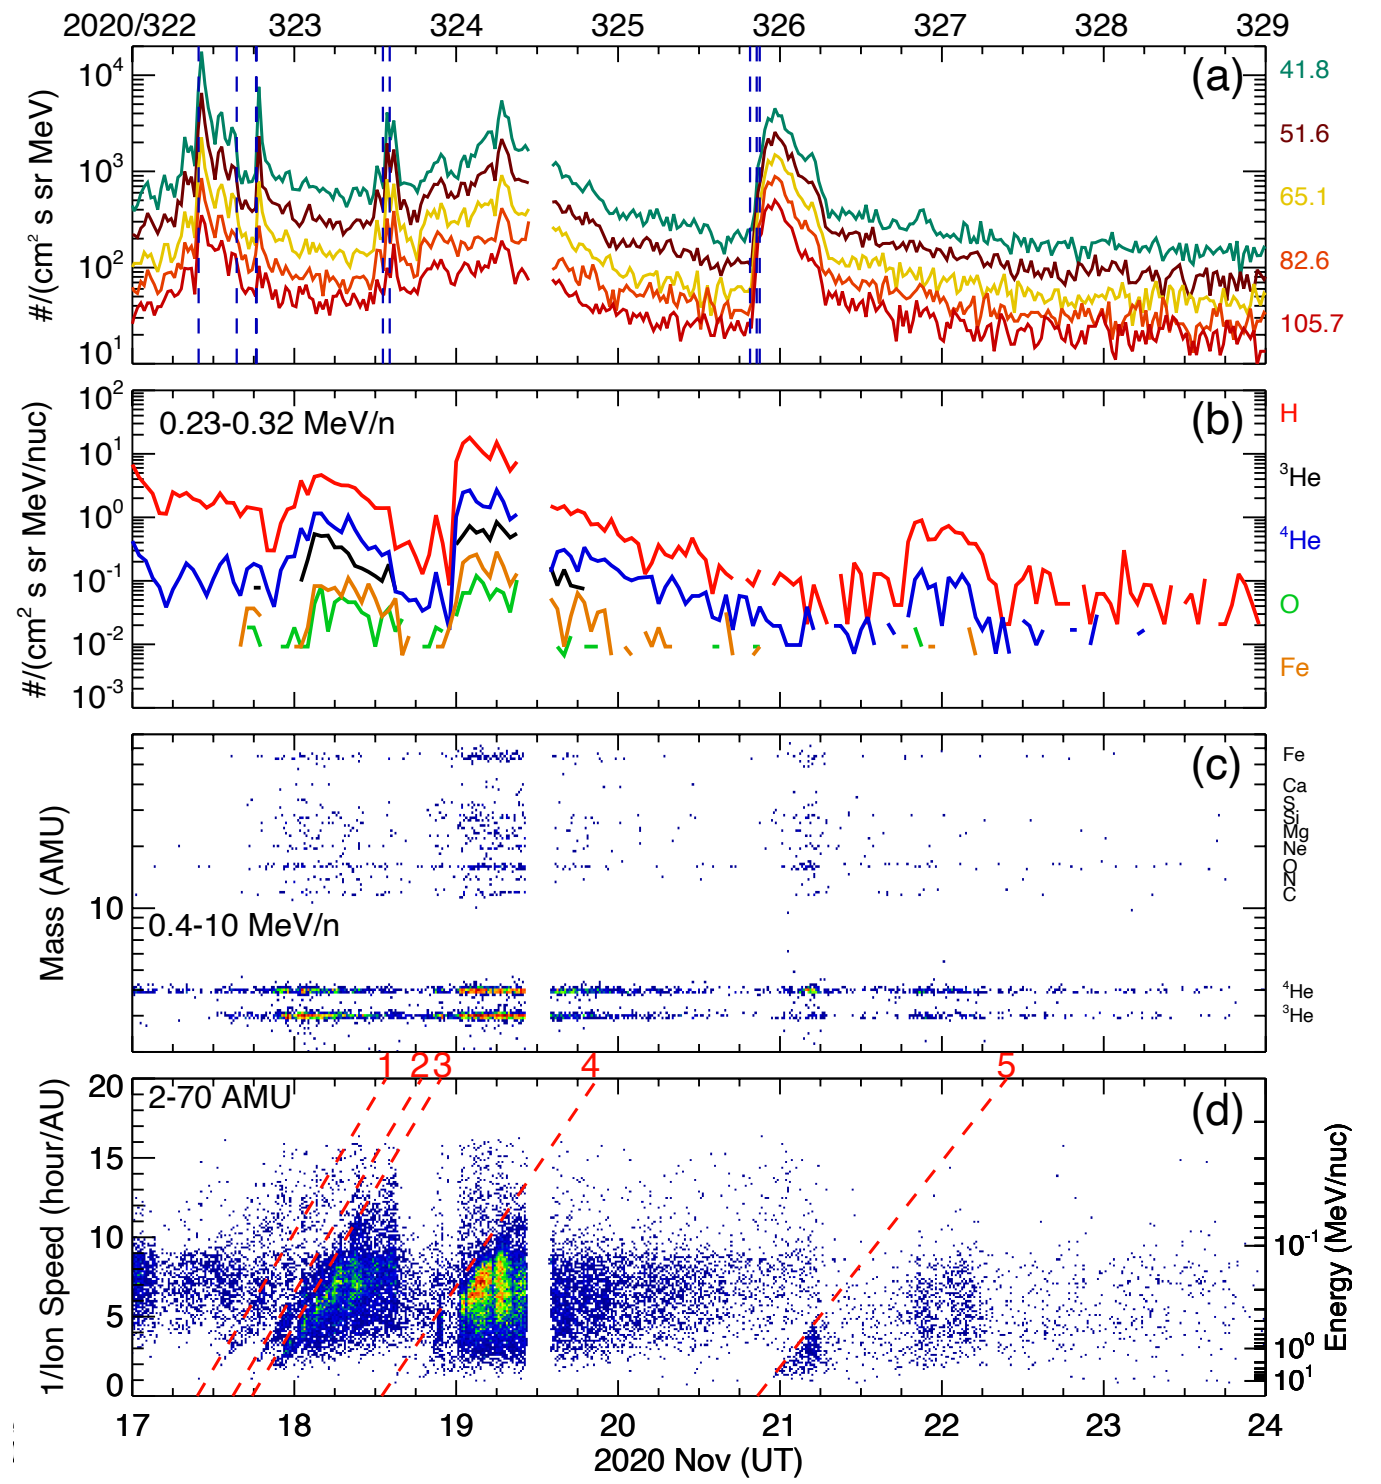 2020/322 323 324 325 326 327 328 329
(a)
#/(cm² s sr MeV)
10⁴
10³
10²
10¹
41.8
51.6
65.1
82.6
105.7
(b)
0.23-0.32 MeV/n
#/(cm² s sr MeV/nuc)
10²
10¹
10⁰
10⁻¹
10⁻²
10⁻³
H
³He
⁴He
O
Fe
(c)
Mass (AMU)
10
0.4-10 MeV/n
Fe
Ca
S
Si
Mg
Ne
O
N
C
⁴He
³He
1 2 3 4 5
(d)
2-70 AMU
1/Ion Speed (hour/AU)
20
15
10
5
0
10⁻¹
10⁰
10¹
Energy (MeV/nuc)
17 18 19 20 21 22 23 24
2020 Nov (UT)